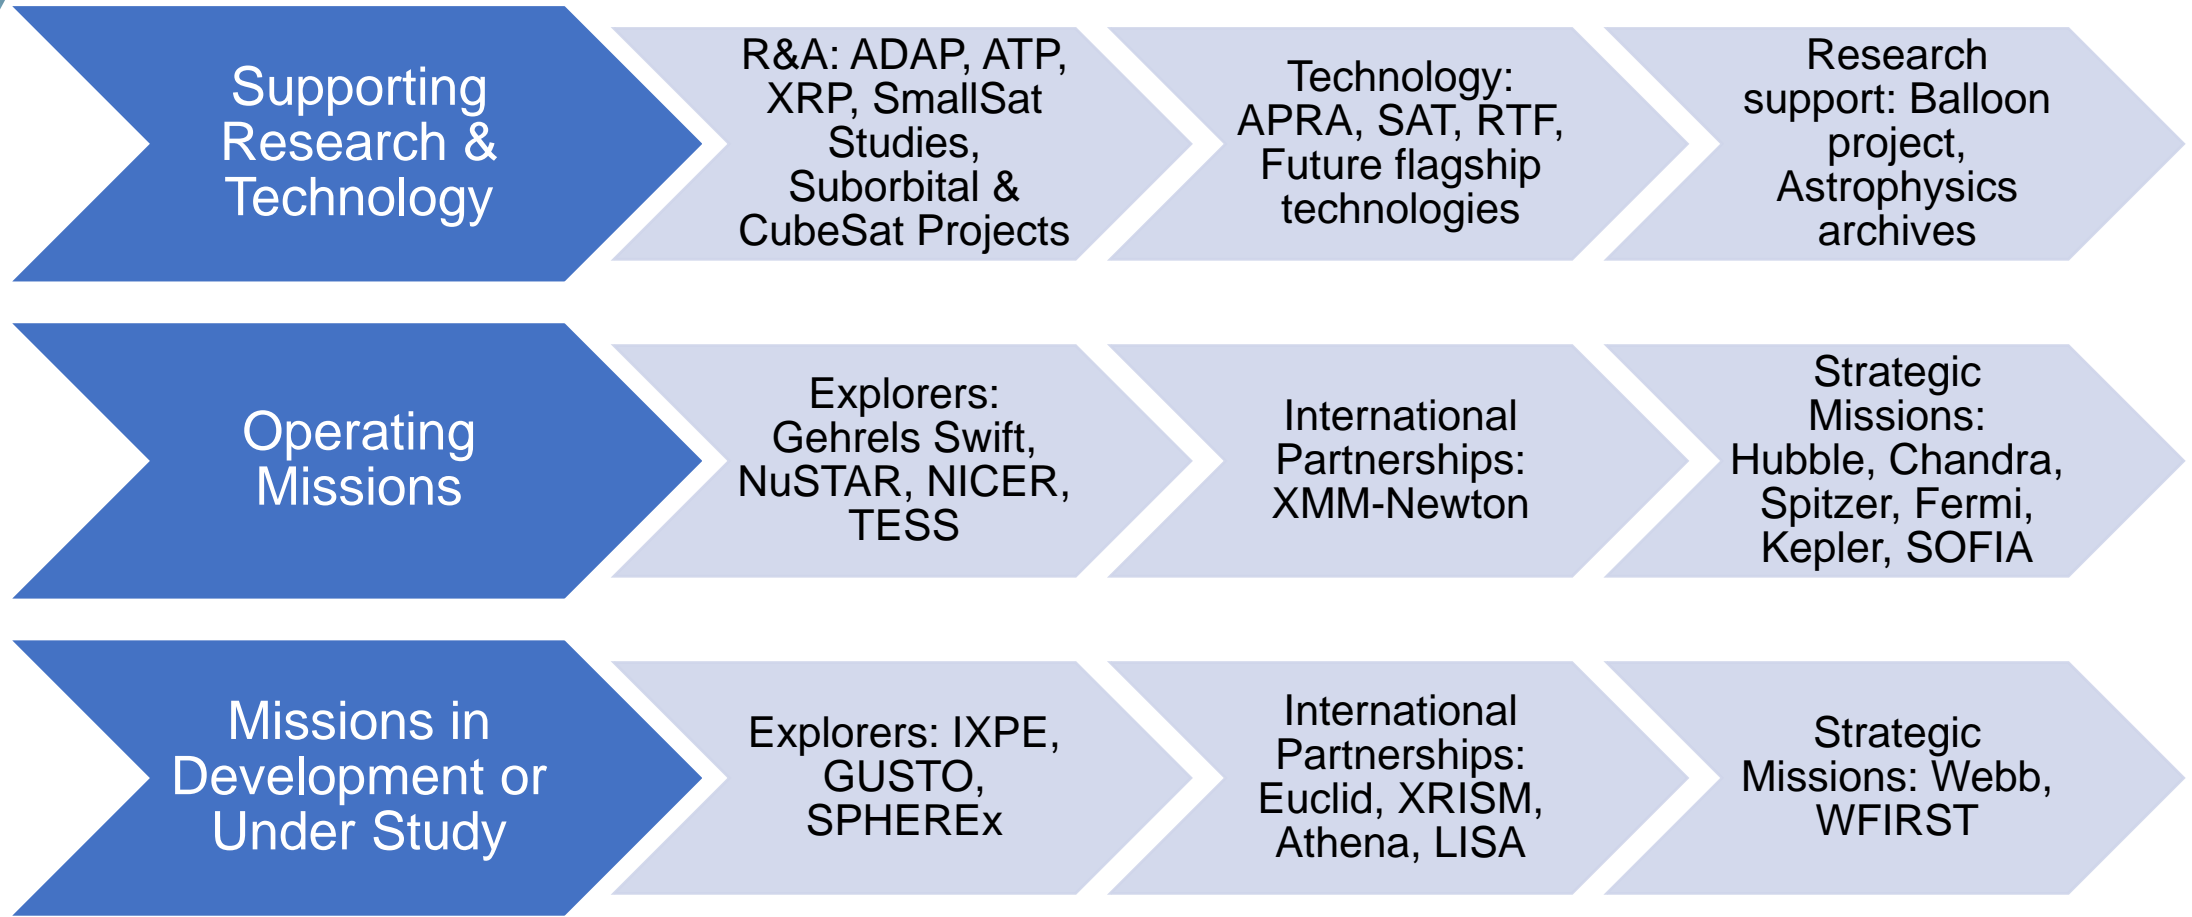 Supporting
Research &
Technology
R&A: ADAP, ATP,
XRP, SmallSat
Studies,
Suborbital &
CubeSat Projects
Technology:
APRA, SAT, RTF,
Future flagship
technologies
Research
support: Balloon
project,
Astrophysics
archives
Operating
Missions
Explorers:
Gehrels Swift,
NuSTAR, NICER,
TESS
International
Partnerships:
XMM-Newton
Strategic
Missions:
Hubble, Chandra,
Spitzer, Fermi,
Kepler, SOFIA
Missions in
Development or
Under Study
Explorers: IXPE,
GUSTO,
SPHEREx
International
Partnerships:
Euclid, XRISM,
Athena, LISA
Strategic
Missions: Webb,
WFIRST